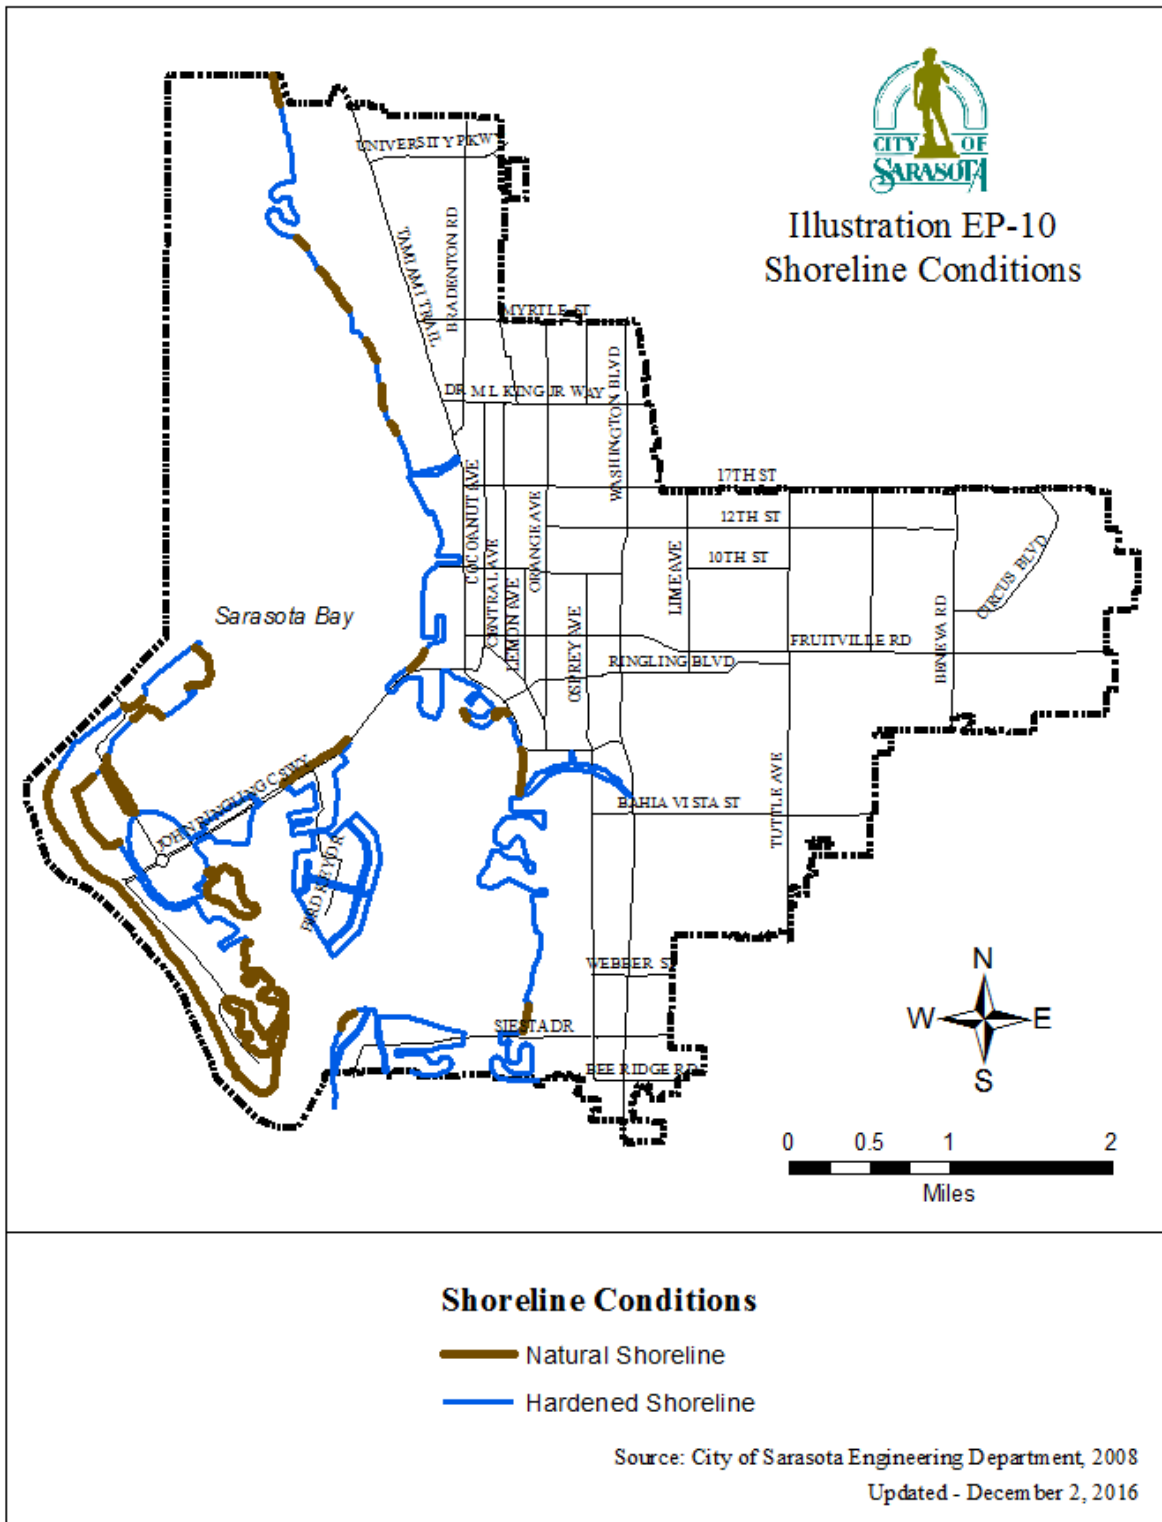 CITY OF
SARASOTA
Illustration EP-10
Shoreline Conditions
UNIVERSITY PKWY
TAMIAMI TRAIL
BRADENTON RD
MYRTLE ST
DR M L KING JR WAY
WASHINGTON BLVD
17TH ST
12TH ST
10TH ST
COCOANUT AVE
CENTRAL AVE
LEMON AVE
ORANGE AVE
OSPREY AVE
LIME AVE
CIRCUS BLVD
BENEVA RD
FRUITVILLE RD
RINGLING BLVD
Sarasota Bay
JOHN RINGLING CSWY
BIRD KEY DR
TUTTLE AVE
BAHIA VISTA ST
WEBBER ST
SIESTA DR
BEE RIDGE RD
N
W E
S
0 0.5 1 2
Miles
Shoreline Conditions
Natural Shoreline
Hardened Shoreline
Source: City of Sarasota Engineering Department, 2008
Updated - December 2, 2016